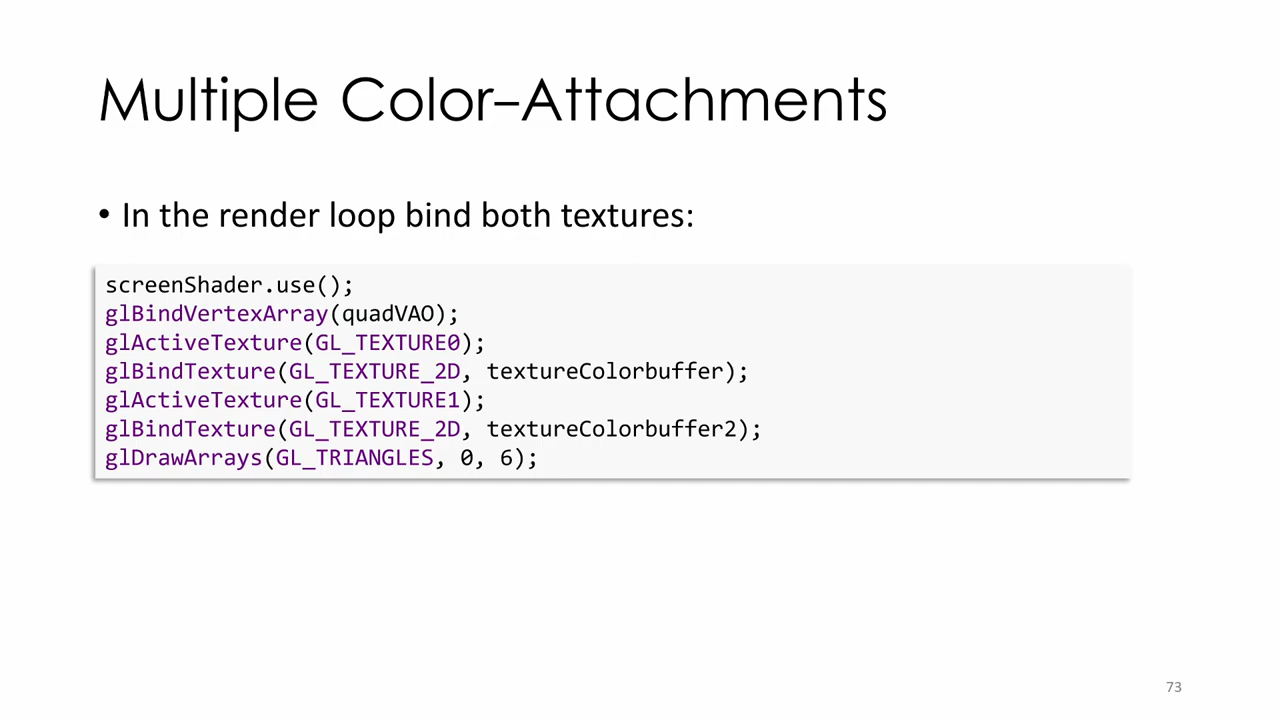 Multiple Color–Attachments
• In the render loop bind both textures:
screenShader.use();
glBindVertexArray(quadVAO);
glActiveTexture(GL_TEXTURE0);
glBindTexture(GL_TEXTURE_2D, textureColorbuffer);
glActiveTexture(GL_TEXTURE1);
glBindTexture(GL_TEXTURE_2D, textureColorbuffer2);
glDrawArrays(GL_TRIANGLES, 0, 6);
73